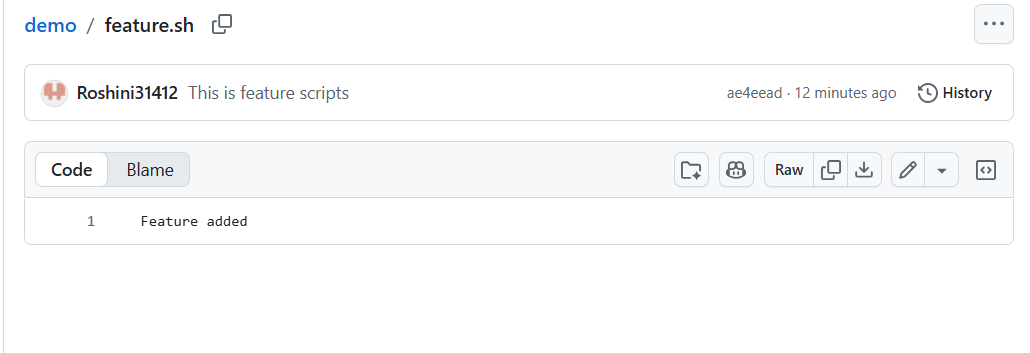 demo / feature.sh
Roshini31412 This is feature scripts ae4eead · 12 minutes ago History
Code Blame Raw
1 Feature added